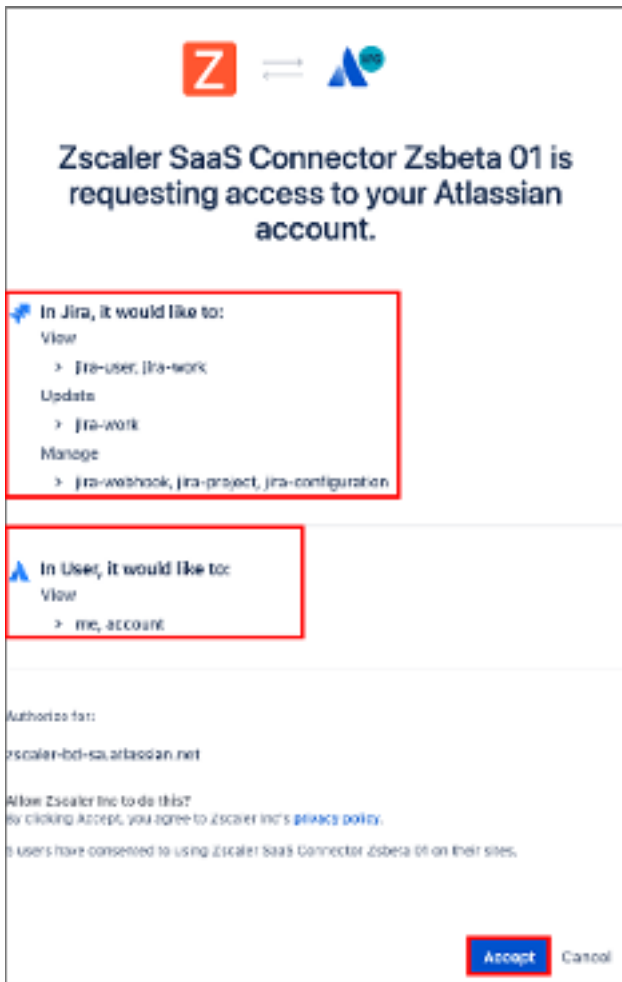 Z
Zscaler SaaS Connector Zsbeta 01 is
requesting access to your Atlassian
account.
In Jira, it would like to:
View
> jira-user, jira-work
Update
> jira-work
Manage
> jira-webhook, jira-project, jira-configuration
In User, it would like to:
View
> me, account
Authorize for:
zscaler-bd-sa.atlassian.net
Allow Zscaler Inc to do this?
By clicking Accept, you agree to Zscaler Inc's privacy policy.
users have consented to using Zscaler SaaS Connector Zsbeta 01 on their sites.
Accept Cancel